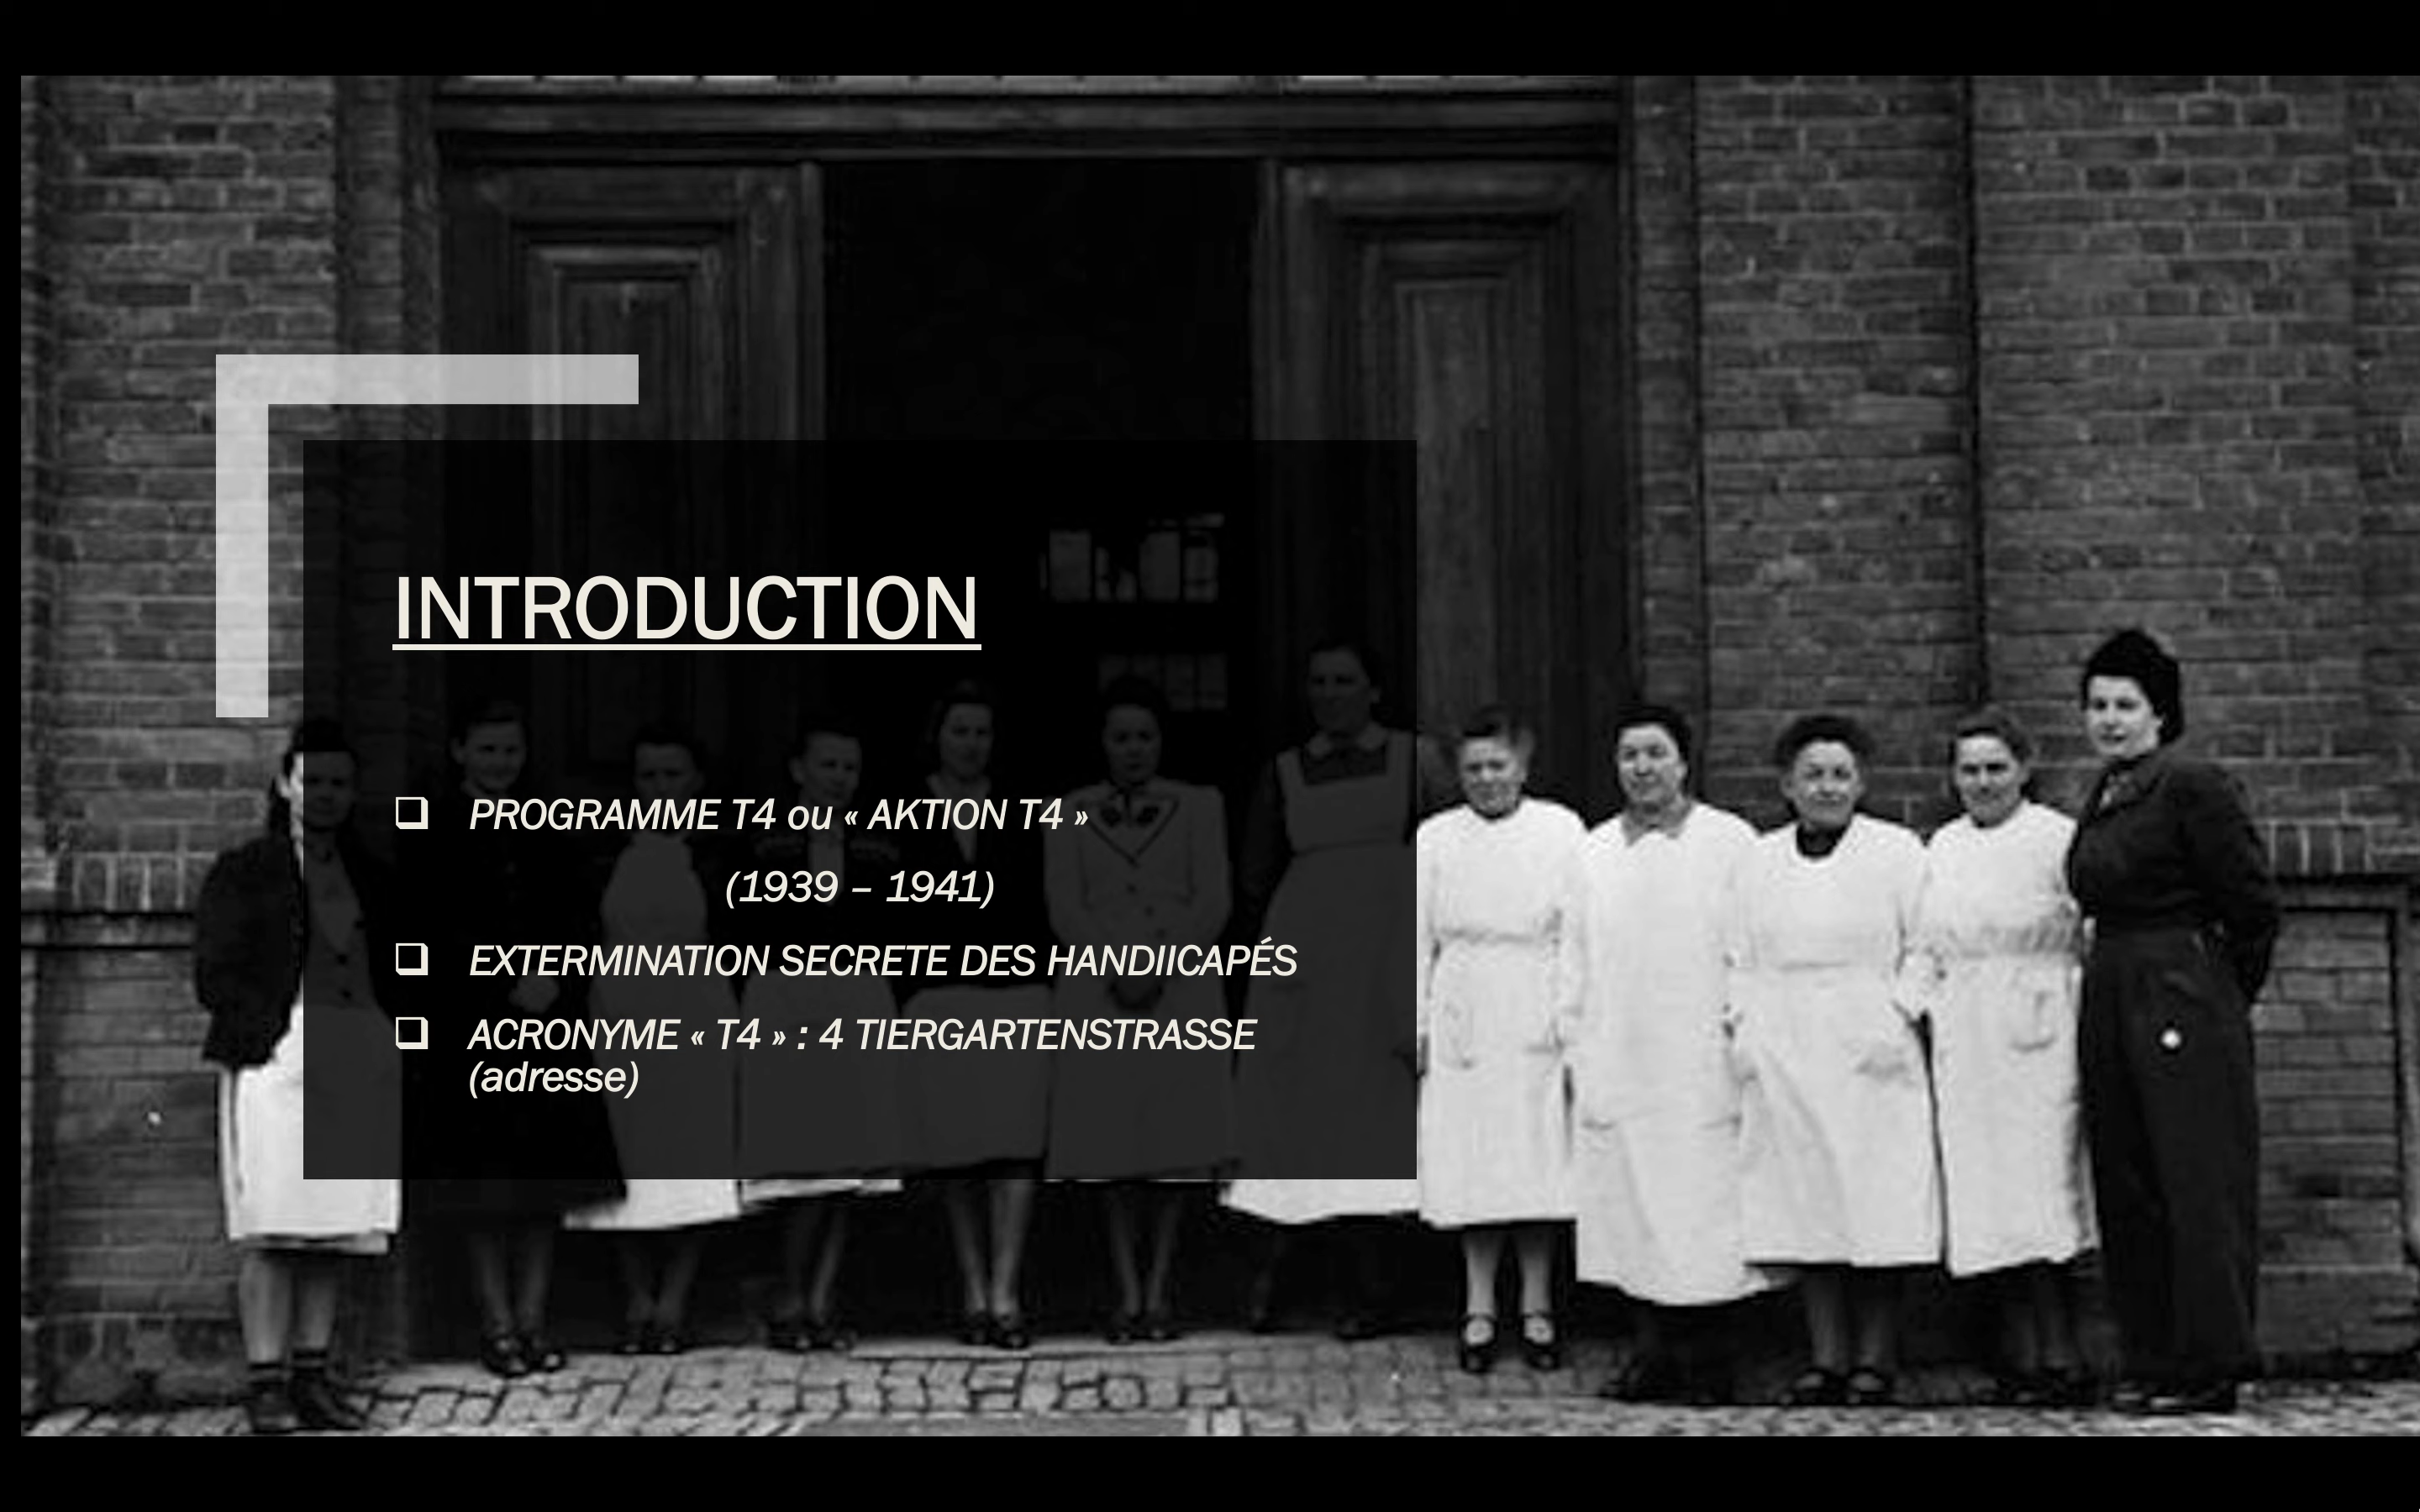 INTRODUCTION
❑ PROGRAMME T4 ou « AKTION T4 »
(1939 – 1941)
❑ EXTERMINATION SECRETE DES HANDIICAPÉS
❑ ACRONYME « T4 » : 4 TIERGARTENSTRASSE
(adresse)